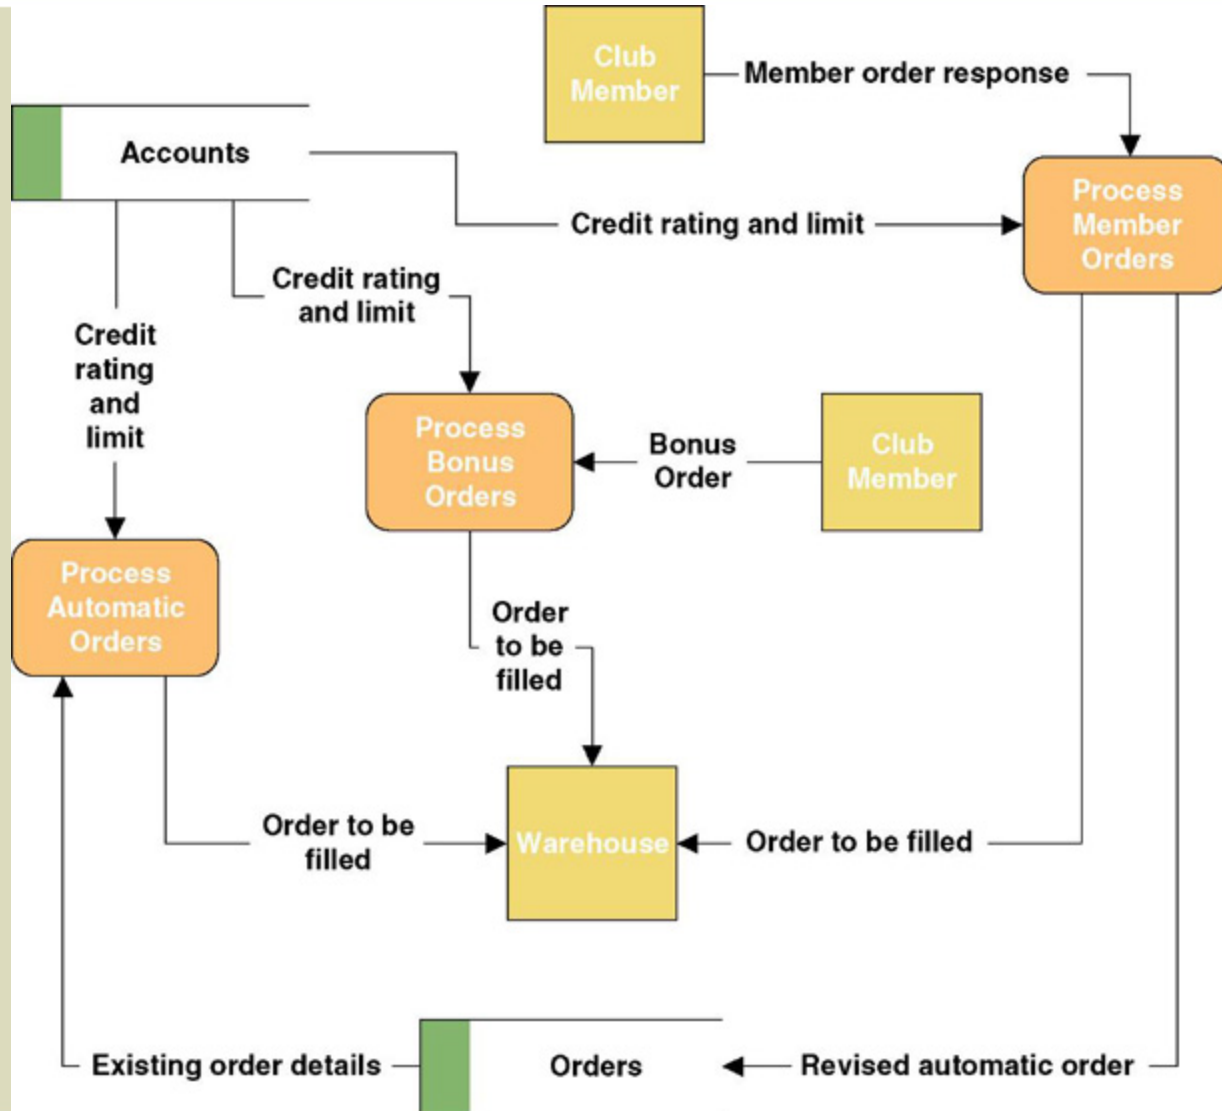 Club
Member
Member order response
Accounts
Process
Member
Orders
Credit rating and limit
Credit rating
and limit
Credit
rating
and
limit
Process
Bonus
Orders
Bonus
Order
Club
Member
Process
Automatic
Orders
Order
to be
filled
Order to be
filled
Warehouse
Order to be filled
Existing order details
Orders
Revised automatic order